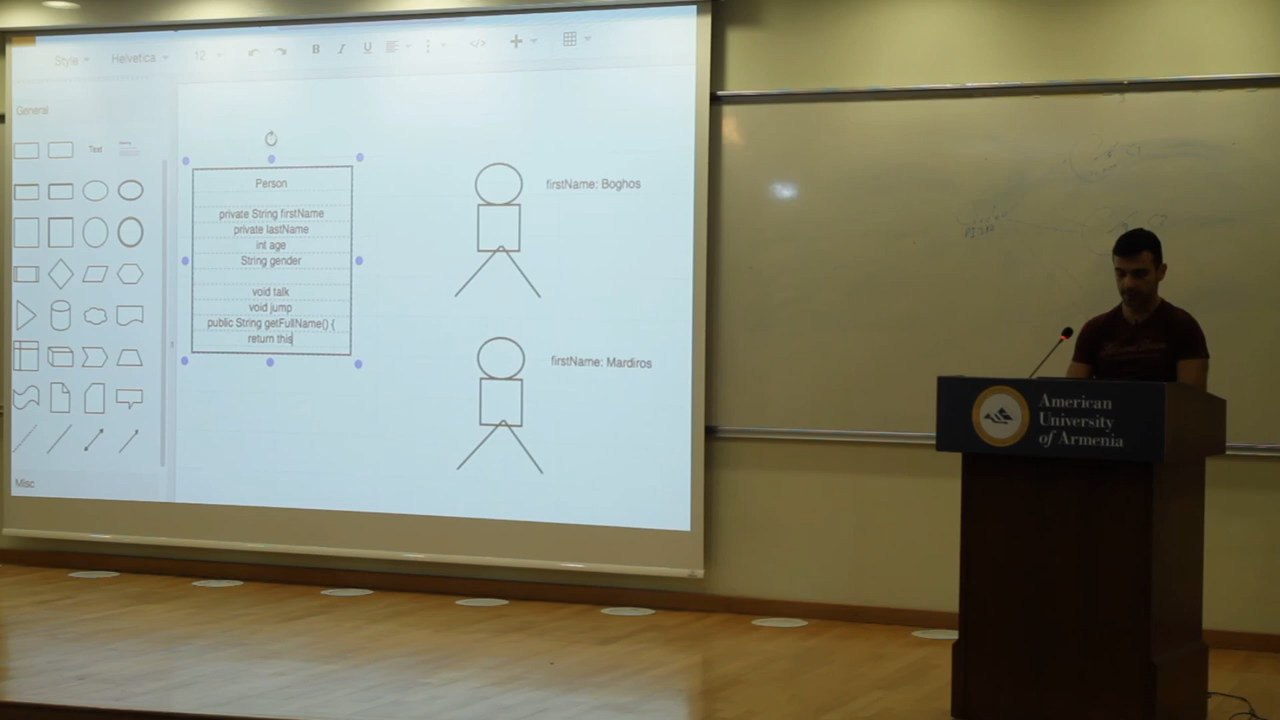 Style
Helvetica
12
B
I
U
General
Text
Person
private String firstName
private lastName
int age
String gender
void talk
void jump
public String getFullName() {
return this
firstName: Boghos
firstName: Mardiros
Misc
American
University
of Armenia